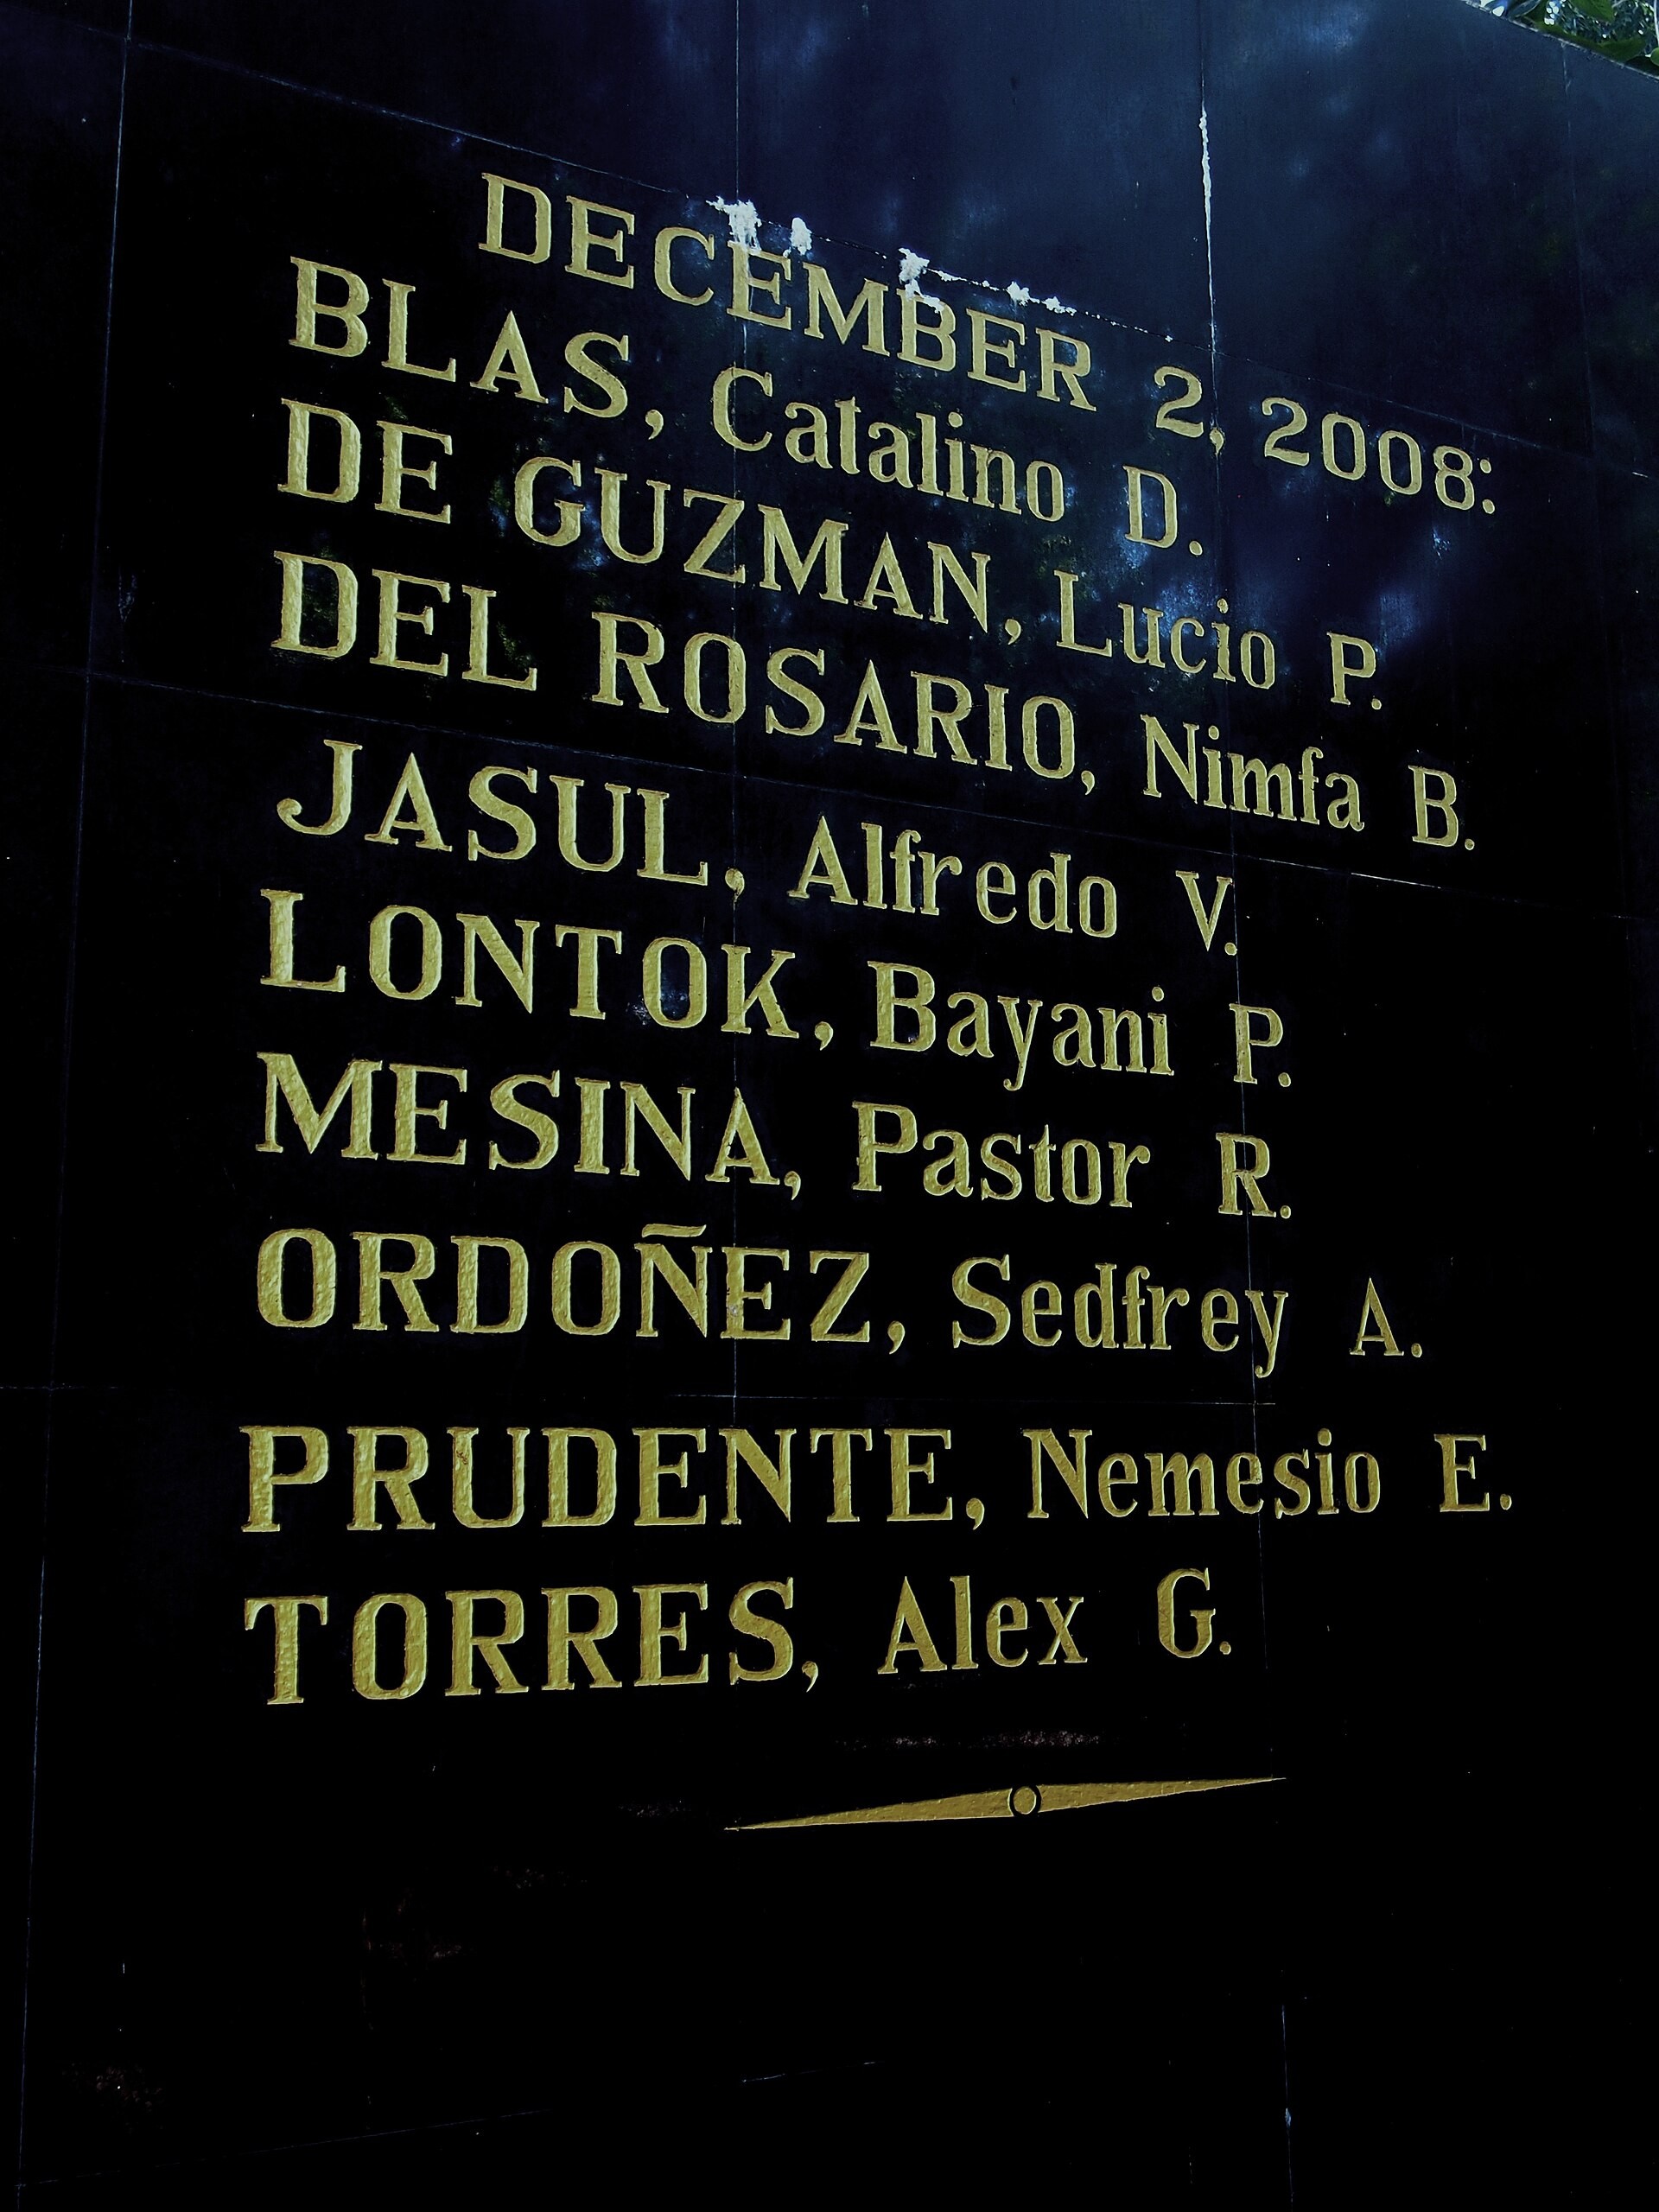 DECEMBER 2, 2008:
BLAS, Catalino D.
DE GUZMAN, Lucio P.
DEL ROSARIO, Nimfa B.
JASUL, Alfredo V.
LONTOK, Bayani P.
MESINA, Pastor R.
ORDOÑEZ, Sedfrey A.
PRUDENTE, Nemesio E.
TORRES, Alex G.